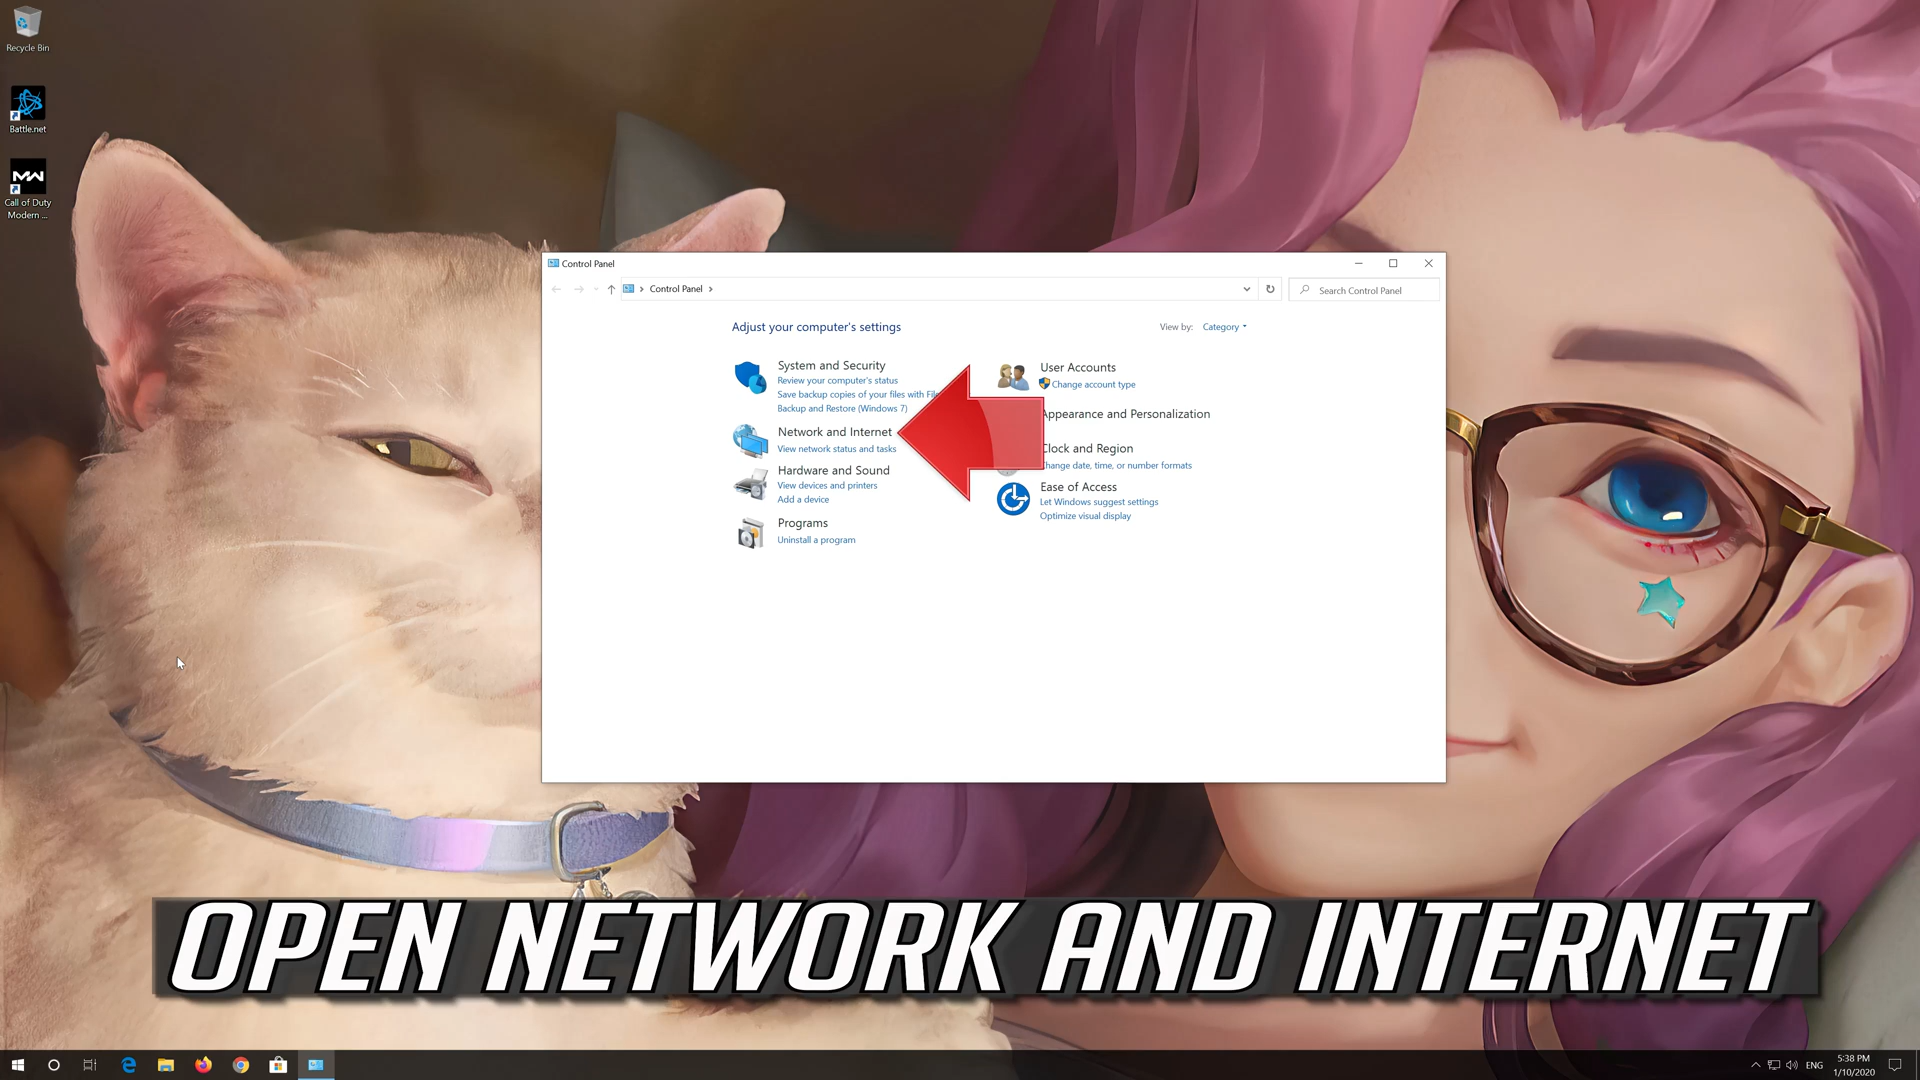 Recycle Bin
Battle.net
MW
Call of Duty
Modern ...
Control Panel
Control Panel
Search Control Panel
Adjust your computer's settings
View by: Category
System and Security
Review your computer's status
Save backup copies of your files with File
Backup and Restore (Windows 7)
Network and Internet
View network status and tasks
Hardware and Sound
View devices and printers
Add a device
Programs
Uninstall a program
User Accounts
Change account type
Appearance and Personalization
Clock and Region
Change date, time, or number formats
Ease of Access
Let Windows suggest settings
Optimize visual display
OPEN NETWORK AND INTERNET
ENG
5:38 PM
1/10/2020